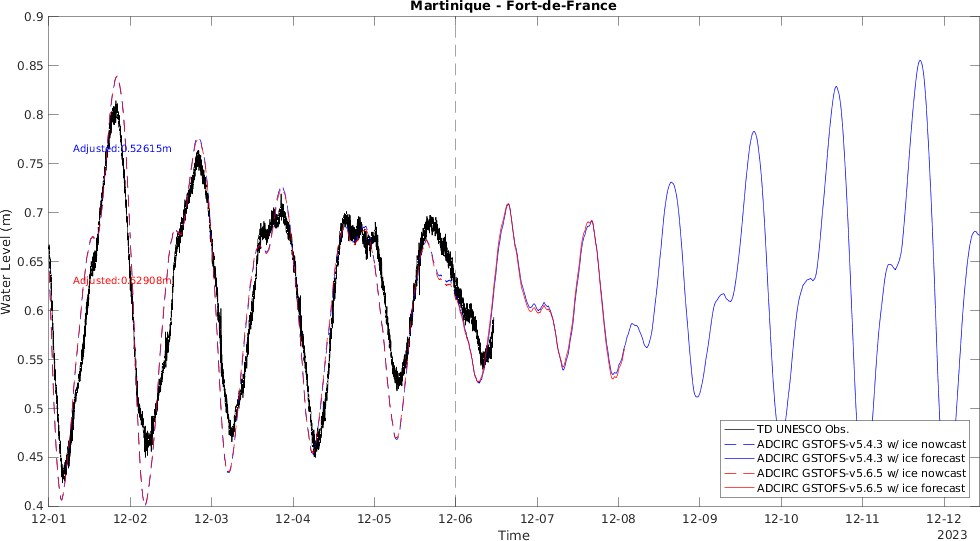 Martinique - Fort-de-France
0.9
0.85
0.8
0.75
0.7
0.65
0.6
0.55
0.5
0.45
0.4
Water Level (m)
Adjusted:0.52615m
Adjusted:0.52908m
TD UNESCO Obs.
ADCIRC GSTOFS-v5.4.3 w/ ice nowcast
ADCIRC GSTOFS-v5.4.3 w/ ice forecast
ADCIRC GSTOFS-v5.6.5 w/ ice nowcast
ADCIRC GSTOFS-v5.6.5 w/ ice forecast
12-01 12-02 12-03 12-04 12-05 12-06 12-07 12-08 12-09 12-10 12-11 12-12
Time
2023